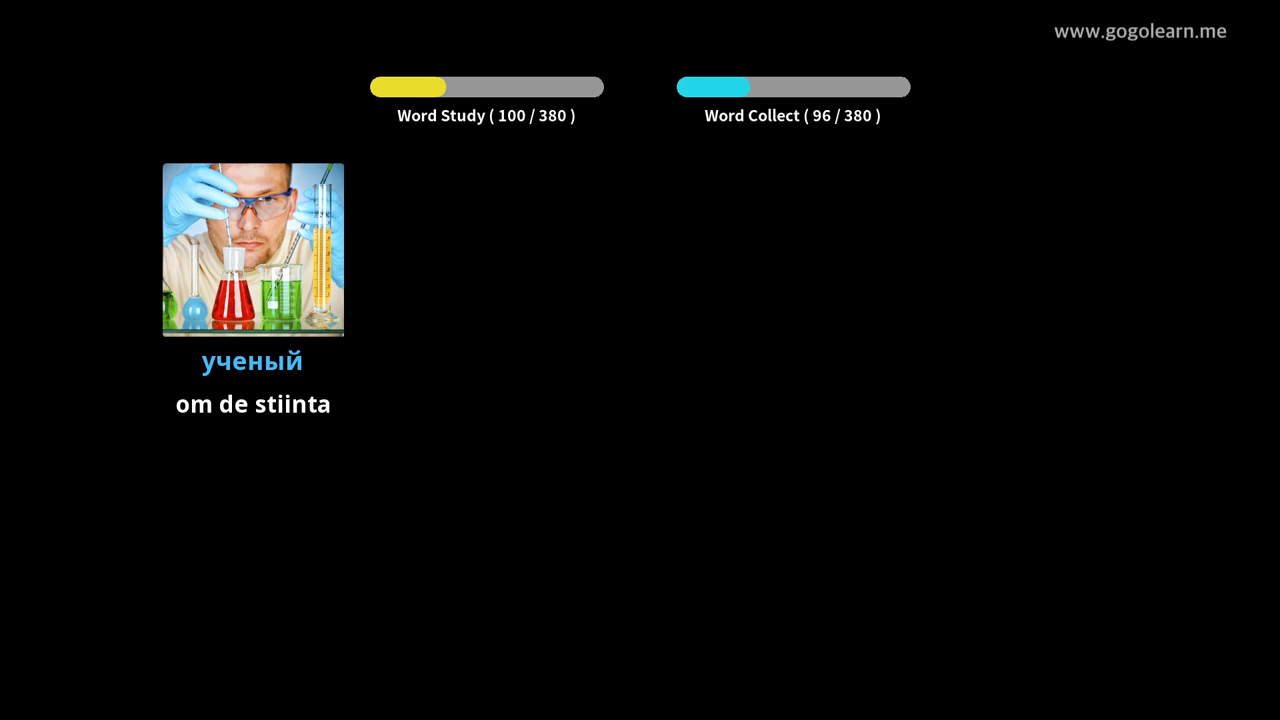 www.gogolearn.me
Word Study ( 100 / 380 )
Word Collect ( 96 / 380 )
ученый
om de stiinta